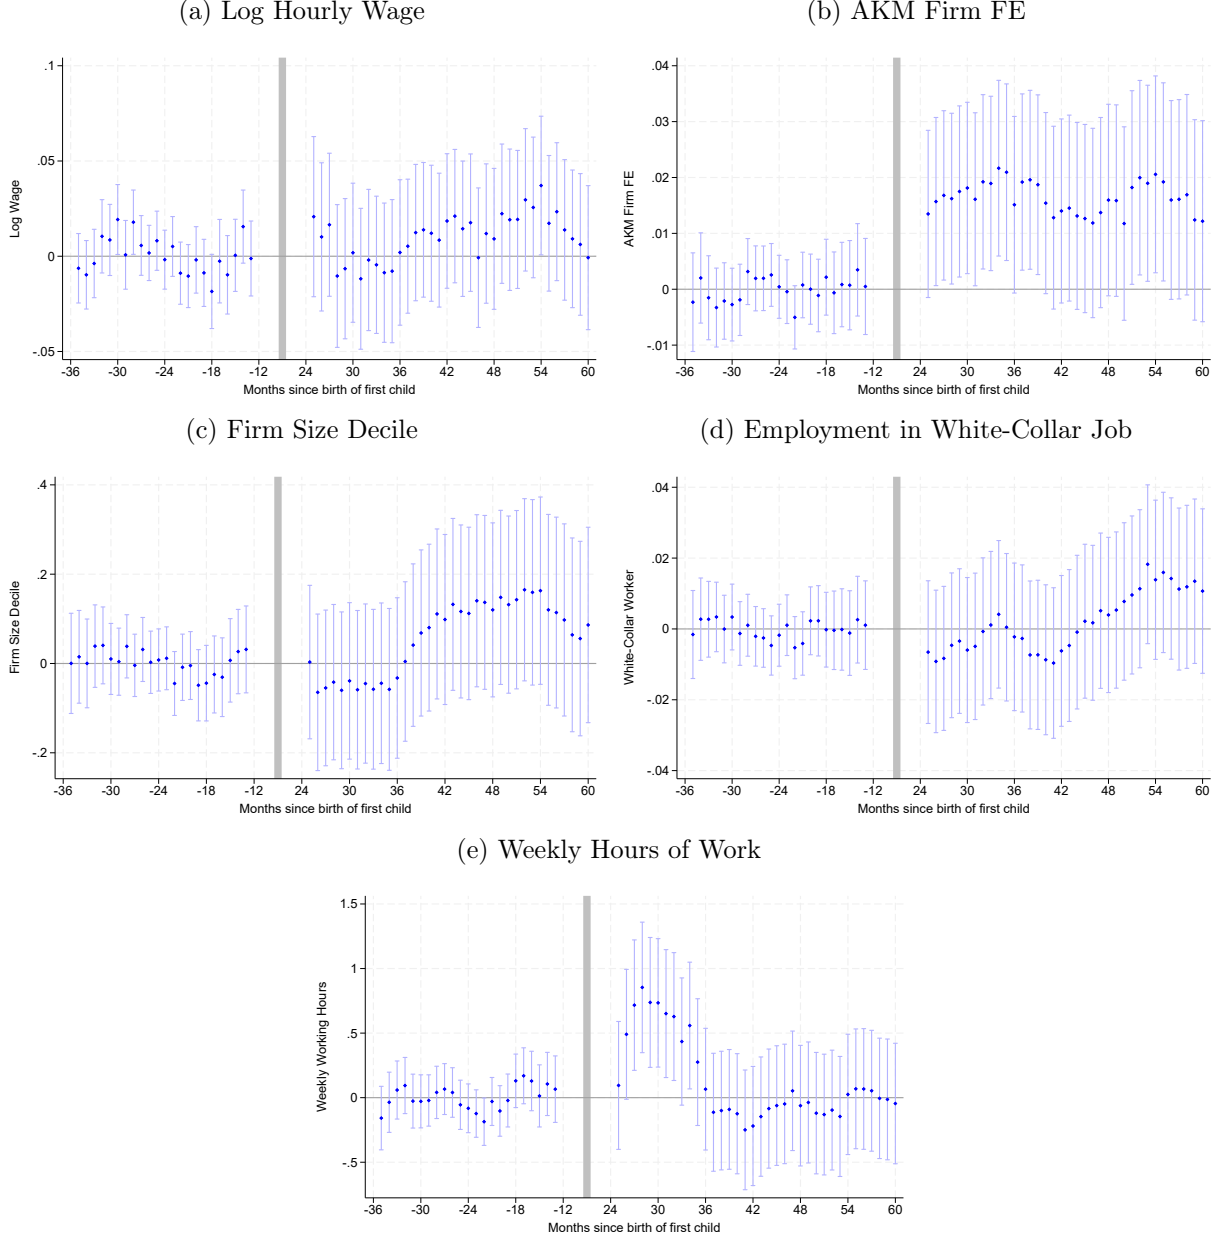 (a) Log Hourly Wage
(b) AKM Firm FE
.1
.05
0
-.05
Log Wage
-36 -30 -24 -18 -12 24 30 36 42 48 54 60
Months since birth of first child
.04
.03
.02
.01
0
-.01
AKM Firm FE
-36 -30 -24 -18 -12 24 30 36 42 48 54 60
Months since birth of first child
(c) Firm Size Decile
(d) Employment in White-Collar Job
.4
.2
0
-.2
Firm Size Decile
-36 -30 -24 -18 -12 24 30 36 42 48 54 60
Months since birth of first child
.04
.02
0
-.02
-.04
White-Collar Worker
-36 -30 -24 -18 -12 24 30 36 42 48 54 60
Months since birth of first child
(e) Weekly Hours of Work
1.5
1
.5
0
-.5
Weekly Working Hours
-36 -30 -24 -18 -12 24 30 36 42 48 54 60
Months since birth of first child